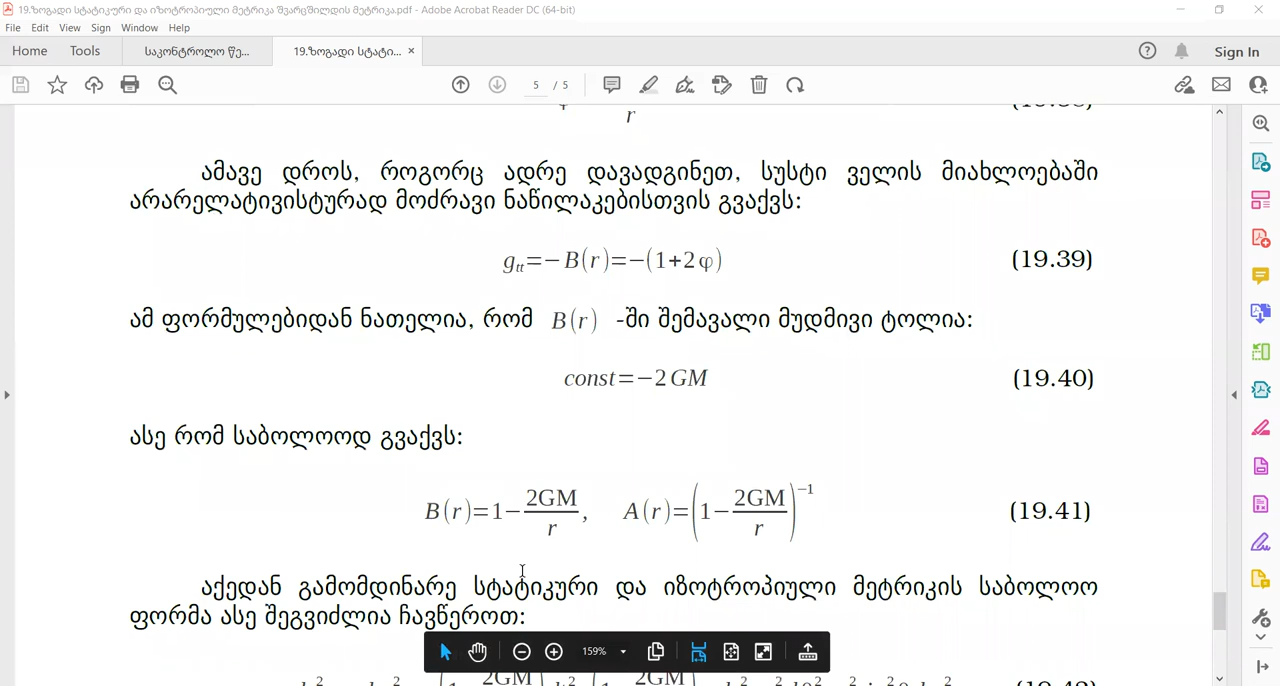 19.ზოგადი სტატიკური და იზოტროპიული მეტრიკა შვარცშილდის მეტრიკა.pdf - Adobe Acrobat Reader DC (64-bit)
File Edit View Sign Window Help
Home Tools საკონტროლო წე... 19.ზოგადი სტატი... × Sign In
5 / 5
r
ამავე დროს, როგორც ადრე დავადგინეთ, სუსტი ველის მიახლოებაში
არარელატივისტურად მოძრავი ნაწილაკებისთვის გვაქვს:
g_{tt}=−B(r)=−(1+2φ) (19.39)
ამ ფორმულებიდან ნათელია, რომ B(r) -ში შემავალი მუდმივი ტოლია:
const=−2GM (19.40)
ასე რომ საბოლოოდ გვაქვს:
B(r)=1−2GM/r, A(r)=(1−2GM/r)^{−1} (19.41)
აქედან გამომდინარე სტატიკური და იზოტროპიული მეტრიკის საბოლოო
ფორმა ასე შეგვიძლია ჩავწეროთ:
159%